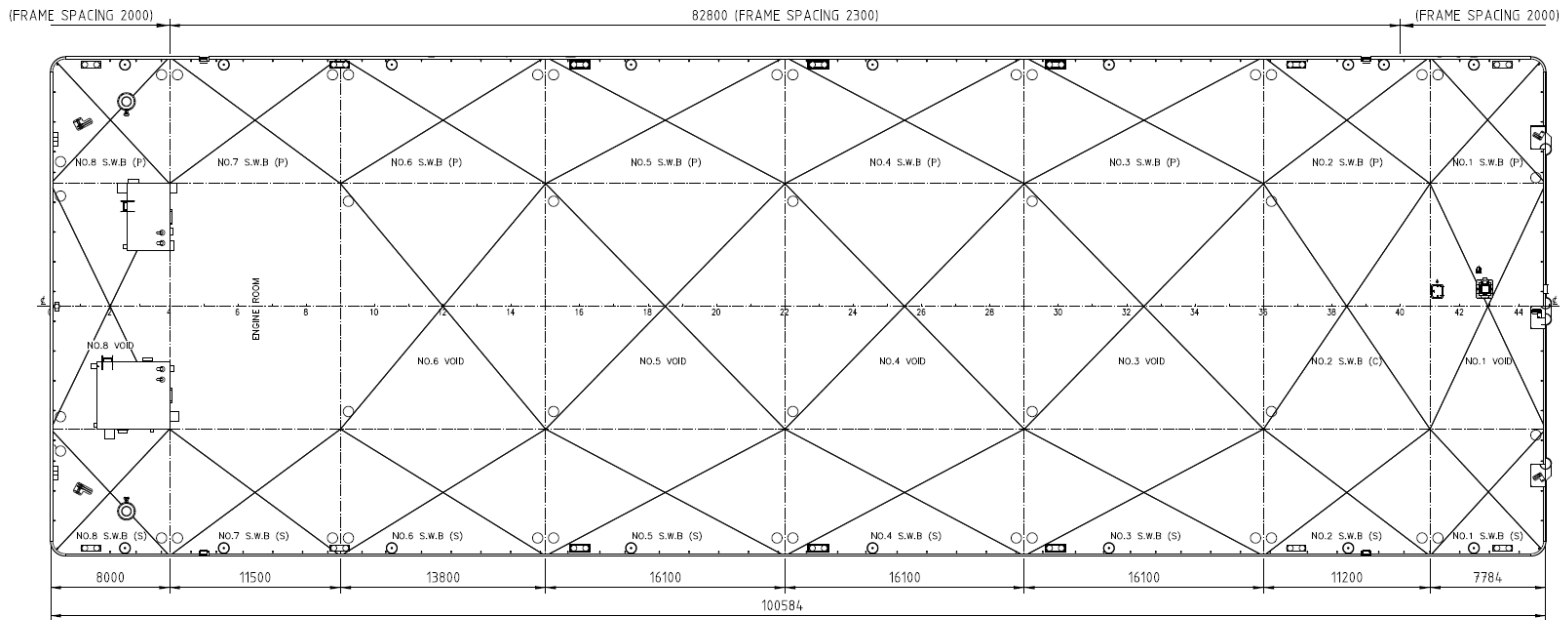 (FRAME SPACING 2000)
82800 (FRAME SPACING 2300)
(FRAME SPACING 2000)
NO.8 S.W.B (P)
NO.7 S.W.B (P)
NO.6 S.W.B (P)
NO.5 S.W.B (P)
NO.4 S.W.B (P)
NO.3 S.W.B (P)
NO.2 S.W.B (P)
NO.1 S.W.B (P)
ENGINE ROOM
0 2 4 6 8 10 12 14 16 18 20 22 24 26 28 30 32 34 36 38 40 42 44
NO.8 VOID
NO.6 VOID
NO.5 VOID
NO.4 VOID
NO.3 VOID
NO.2 S.W.B (C)
NO.1 VOID
NO.8 S.W.B (S)
NO.7 S.W.B (S)
NO.6 S.W.B (S)
NO.5 S.W.B (S)
NO.4 S.W.B (S)
NO.3 S.W.B (S)
NO.2 S.W.B (S)
NO.1 S.W.B (S)
8000
11500
13800
16100
16100
16100
11200
7784
100584